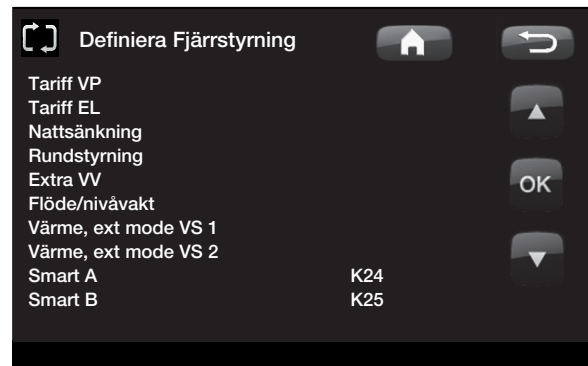 Definiera Fjärrstyrning
Tariff VP
Tariff EL
Nattsänkning
Rundstyrning
Extra VV
Flöde/nivåvakt
Värme, ext mode VS 1
Värme, ext mode VS 2
Smart A K24
Smart B K25
OK